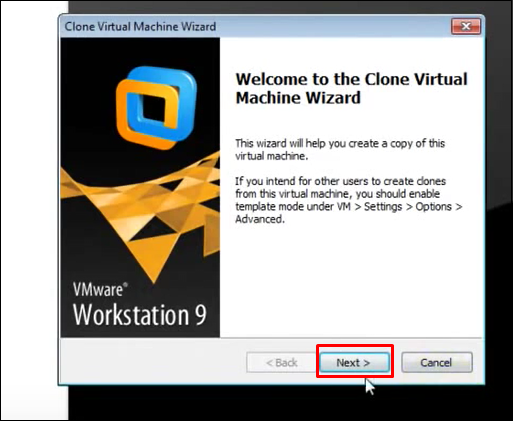 Clone Virtual Machine Wizard
Welcome to the Clone Virtual
Machine Wizard
This wizard will help you create a copy of this
virtual machine.
If you intend for other users to create clones
from this virtual machine, you should enable
template mode under VM > Settings > Options >
Advanced.
VMware®
Workstation 9
< Back
Next >
Cancel